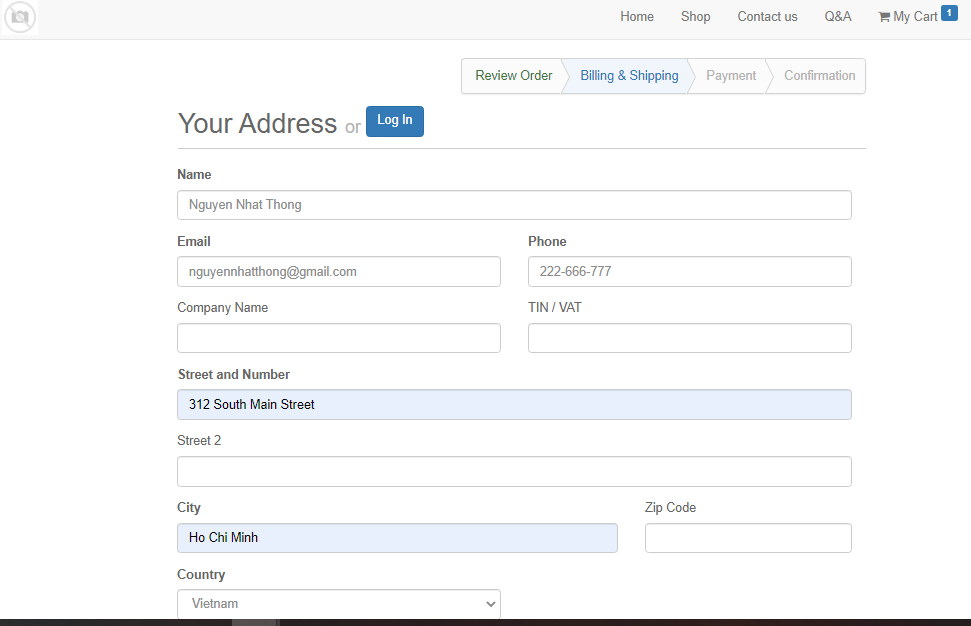 Home Shop Contact us Q&A My Cart 1
Review Order Billing & Shipping Payment Confirmation
Your Address or Log In
Name
Nguyen Nhat Thong
Email Phone
nguyennhatthong@gmail.com 222-666-777
Company Name TIN / VAT
Street and Number
312 South Main Street
Street 2
City Zip Code
Ho Chi Minh
Country
Vietnam